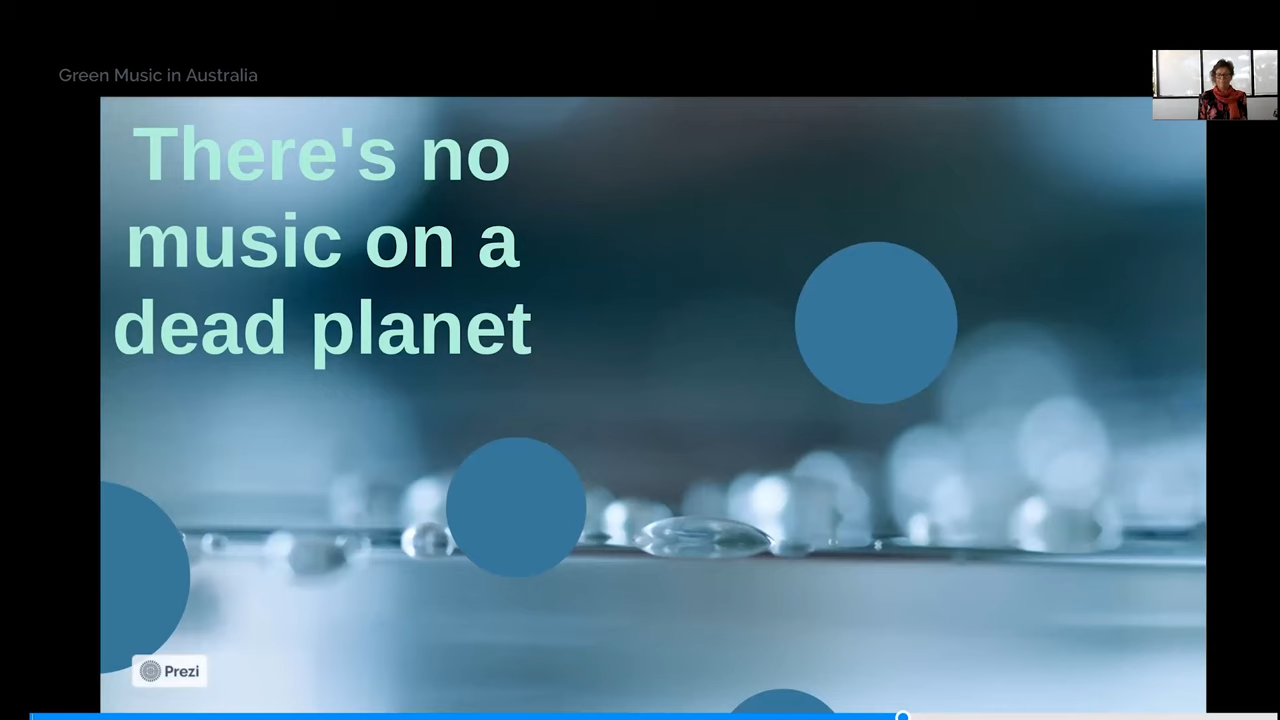 Green Music in Australia
There's no
music on a
dead planet
Prezi